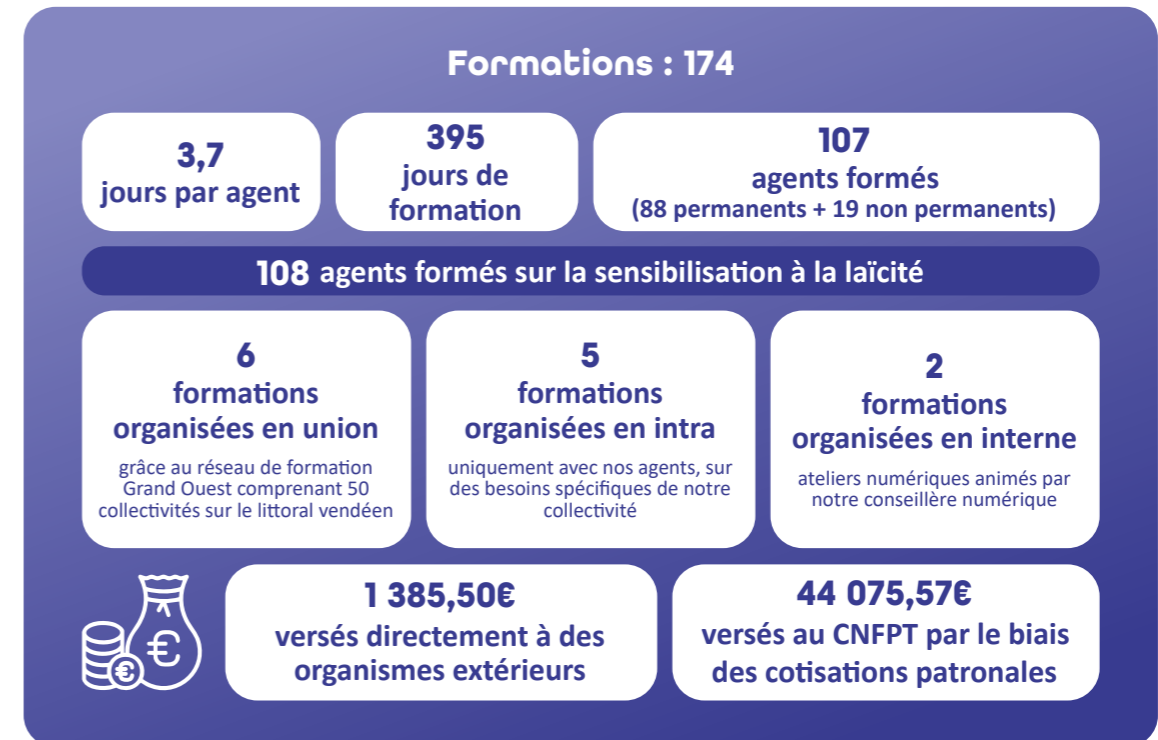 Formations : 174
3,7
jours par agent
395
jours de
formation
107
agents formés
(88 permanents + 19 non permanents)
108 agents formés sur la sensibilisation à la laïcité
6
formations
organisées en union
grâce au réseau de formation
Grand Ouest comprenant 50
collectivités sur le littoral vendéen
5
formations
organisées en intra
uniquement avec nos agents, sur
des besoins spécifiques de notre
collectivité
2
formations
organisées en interne
ateliers numériques animés par
notre conseillère numérique
€
€
1 385,50€
versés directement à des
organismes extérieurs
44 075,57€
versés au CNFPT par le biais
des cotisations patronales